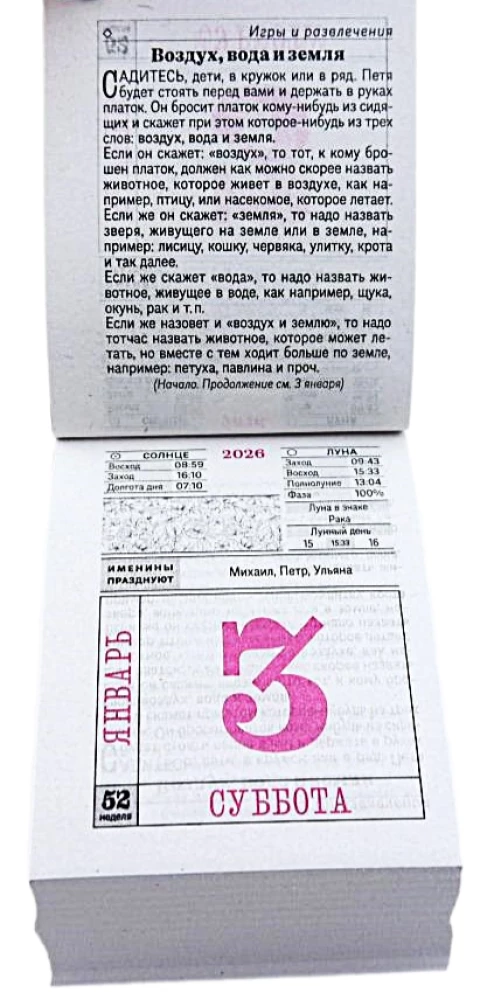 Игры и развлечения
Воздух, вода и земля
САДИТЕСЬ, дети, в кружок или в ряд. Петя
будет стоять перед вами и держать в руках
платок. Он бросит платок кому-нибудь из сидя-
щих и скажет при этом которое-нибудь из трех
слов: воздух, вода и земля.
Если он скажет: «воздух», то тот, к кому бро-
шен платок, должен как можно скорее назвать
животное, которое живет в воздухе, как на-
пример, птицу, или насекомое, которое летает.
Если же он скажет: «земля», то надо назвать
зверя, живущего на земле или в земле, на-
пример: лисицу, кошку, червяка, улитку, крота
и так далее.
Если же скажет «вода», то надо назвать жи-
вотное, живущее в воде, как например, щука,
окунь, рак и т.п.
Если же назовет и «воздух и землю», то надо
тотчас назвать животное, которое может ле-
тать, но вместе с тем ходит больше по земле,
например: петуха, павлина и проч.
(Начало. Продолжение см. 3 января)
СОЛНЦЕ
Восход 08.59
Заход 16.10
Долгота дня 07.10
2026
ЛУНА
Заход 09.43
Восход 15.33
Полнолуние 13.04
Фаза 100%
Луна в знаке
Рака
Лунный день
15 15.33 16
ИМЕНИНЫ
ПРАЗДНУЮТ
Михаил, Петр, Ульяна
ЯНВАРЬ
3
52
неделя
СУББОТА